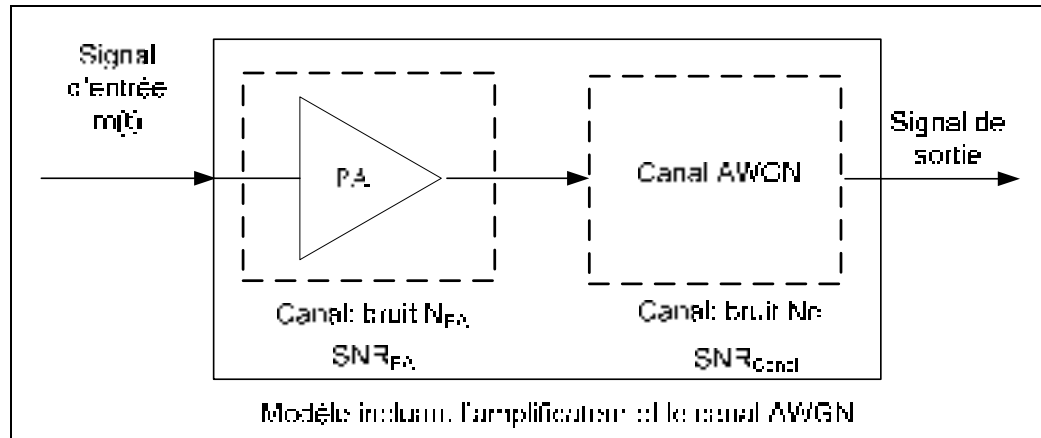 Signal
d'entrée
m(t)
PA
Canal AWGN
Signal de
sortie
Canal: bruit N_PA
SNR_PA
Canal: bruit Nc
SNR_Canal
Modèle incluant l'amplificateur et le canal AWGN